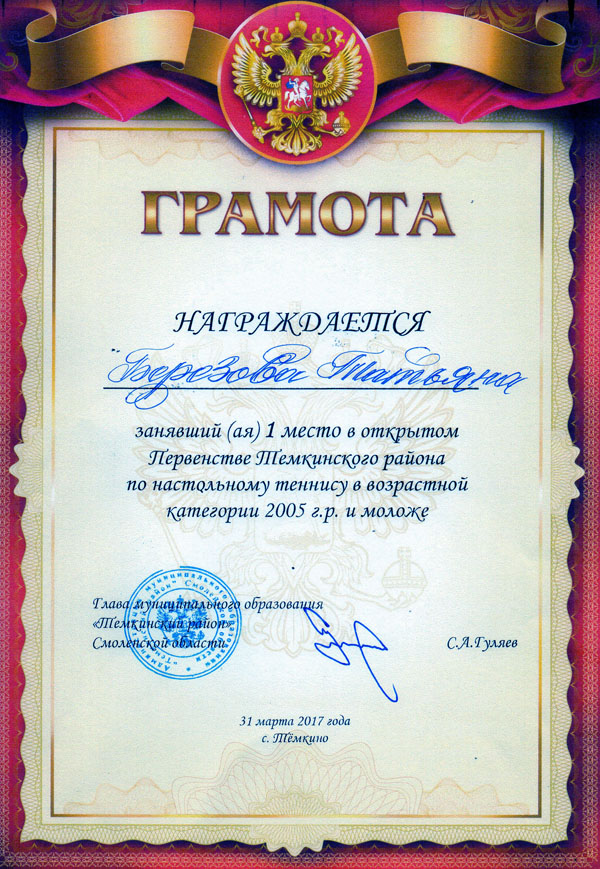 ГРАМОТА
НАГРАЖДАЕТСЯ
Березова Татьяна
занявший (ая) 1 место в открытом
Первенстве Темкинского района
по настольному теннису в возрастной
категории 2005 г.р. и моложе
Глава муниципального образования
«Темкинский район»
Смоленской области
С.А.Гуляев
31 марта 2017 года
с. Тёмкино